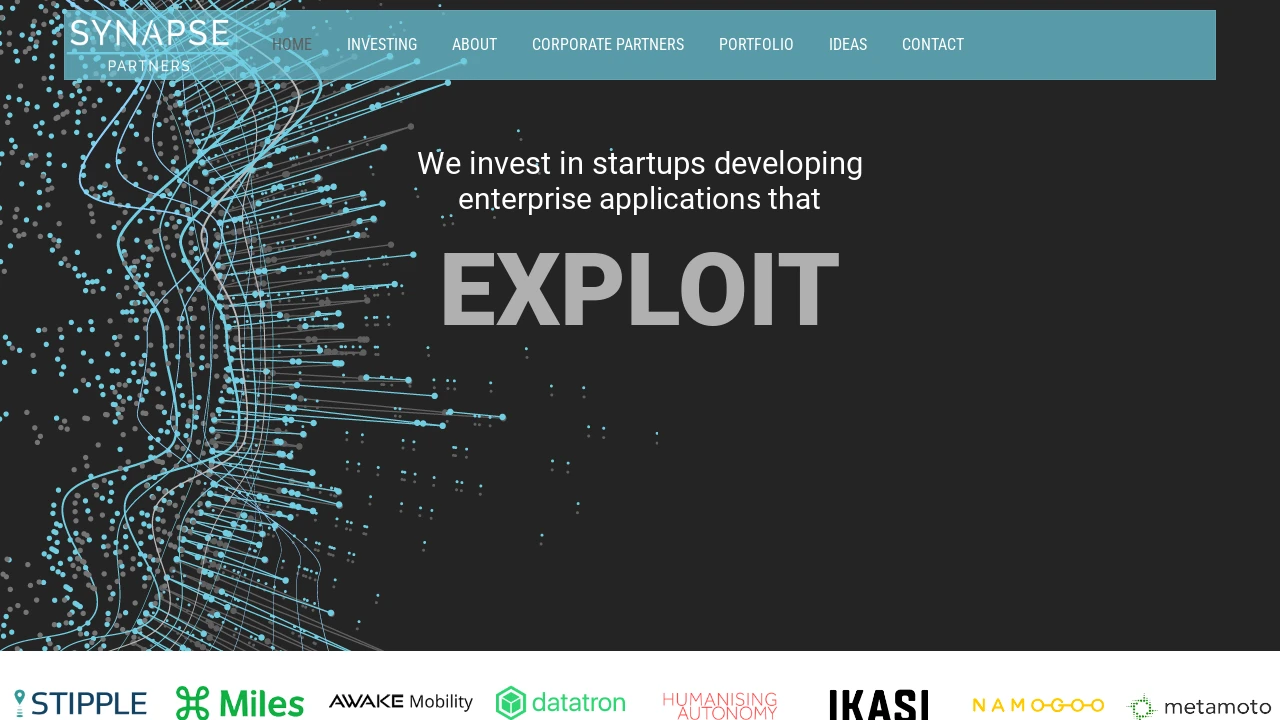 SYNAPSE
PARTNERS
HOME INVESTING ABOUT CORPORATE PARTNERS PORTFOLIO IDEAS CONTACT
We invest in startups developing
enterprise applications that
EXPLOIT
STIPPLE Miles AWAKE Mobility datatron HUMANISING AUTONOMY IKASI NAMOGOO metamoto